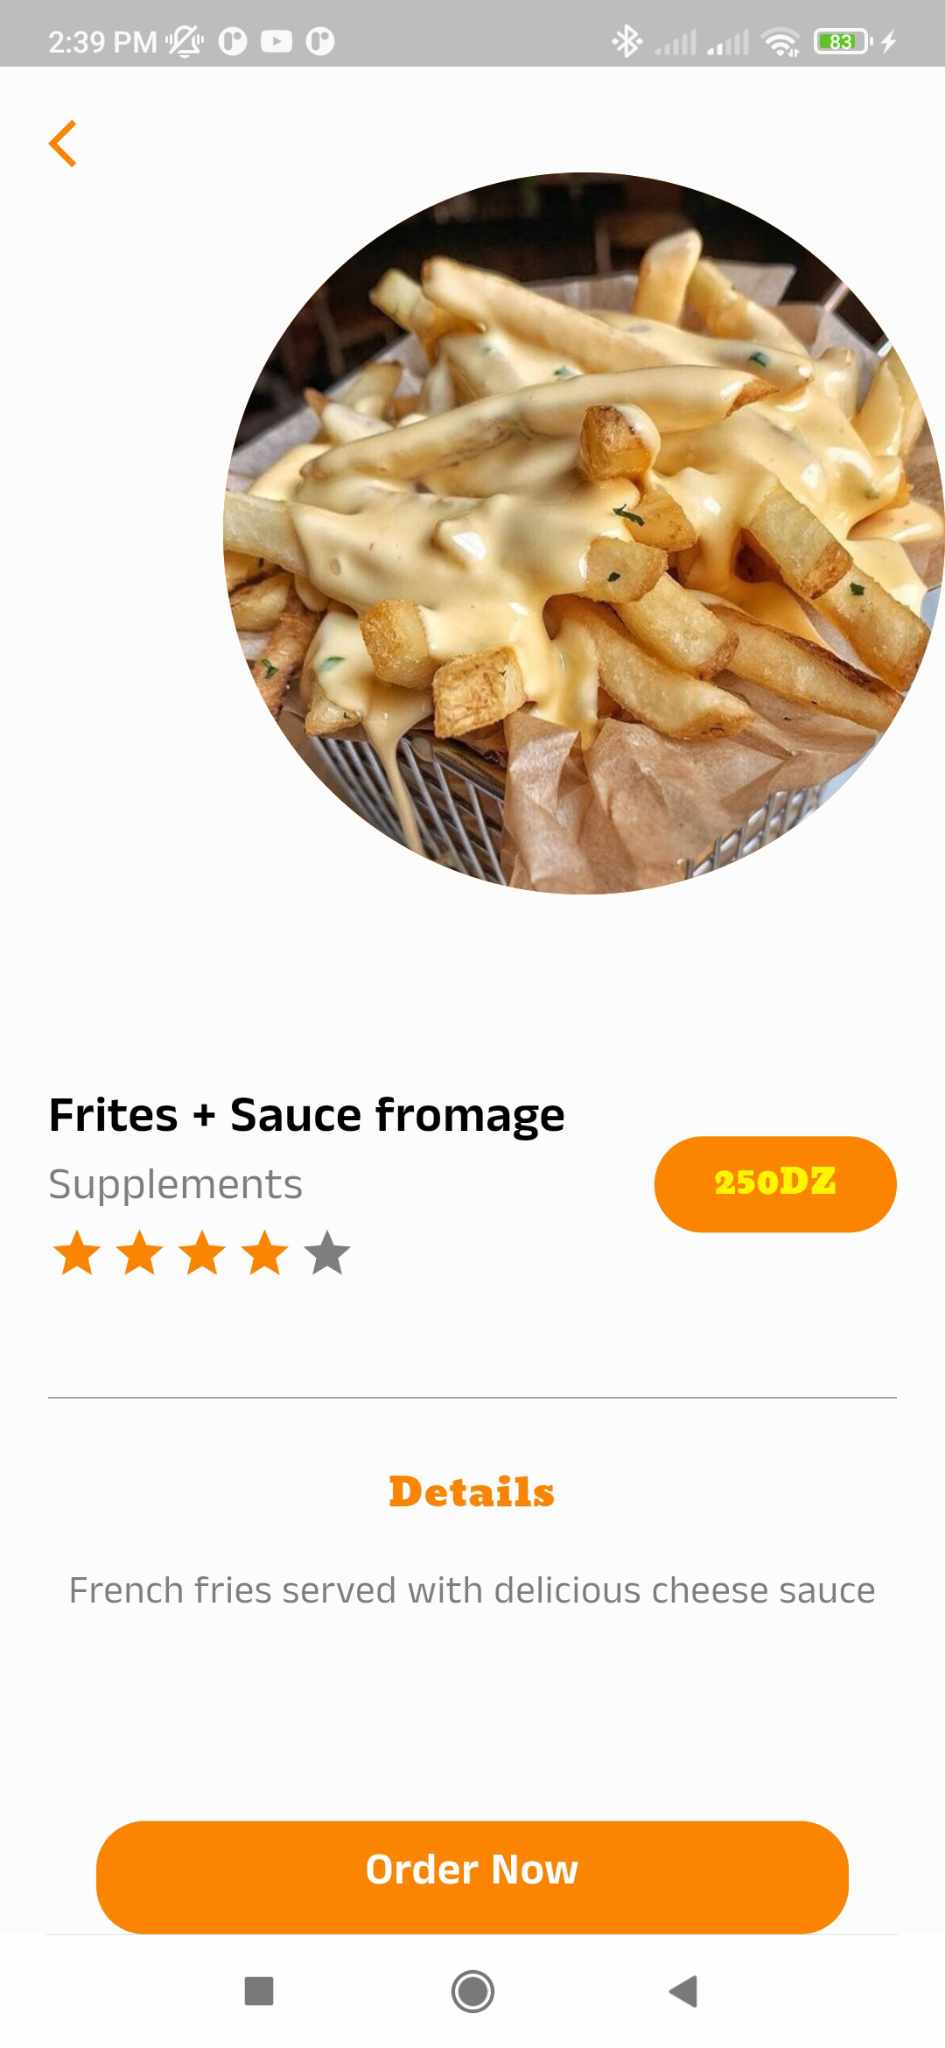 2:39 PM
83
Frites + Sauce fromage
Supplements
250DZ
Details
French fries served with delicious cheese sauce
Order Now